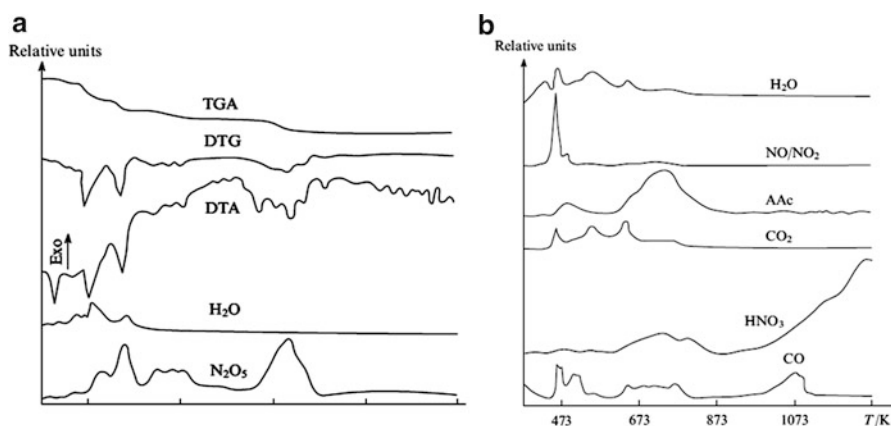 a
Relative units
TGA
DTG
DTA
Exo
H₂O
N₂O₅
b
Relative units
H₂O
NO/NO₂
AAc
CO₂
HNO₃
CO
473 673 873 1073 T/K